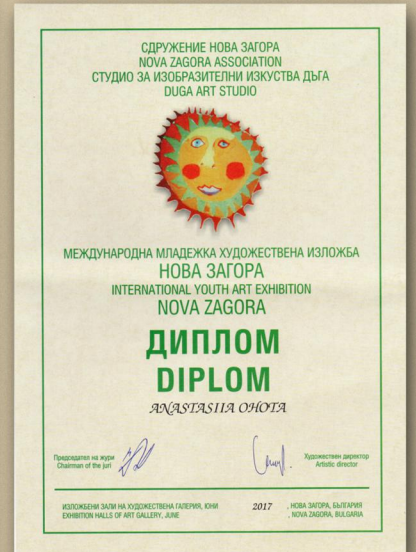 СДРУЖЕНИЕ НОВА ЗАГОРА
NOVA ZAGORA ASSOCIATION
СТУДИО ЗА ИЗОБРАЗИТЕЛНИ ИЗКУСТВА ДЪГА
DUGA ART STUDIO
МЕЖДУНАРОДНА МЛАДЕЖКА ХУДОЖЕСТВЕНА ИЗЛОЖБА
НОВА ЗАГОРА
INTERNATIONAL YOUTH ART EXHIBITION
NOVA ZAGORA
ДИПЛОМ
DIPLOM
ANASTASIIA OHOTA
Председател на жури
Chairman of the juri
Художествен директор
Artistic director
ИЗЛОЖБЕНИ ЗАЛИ НА ХУДОЖЕСТВЕНА ГАЛЕРИЯ, ЮНИ 2017 , НОВА ЗАГОРА, БЪЛГАРИЯ
EXHIBITION HALLS OF ART GALLERY, JUNE , NOVA ZAGORA, BULGARIA